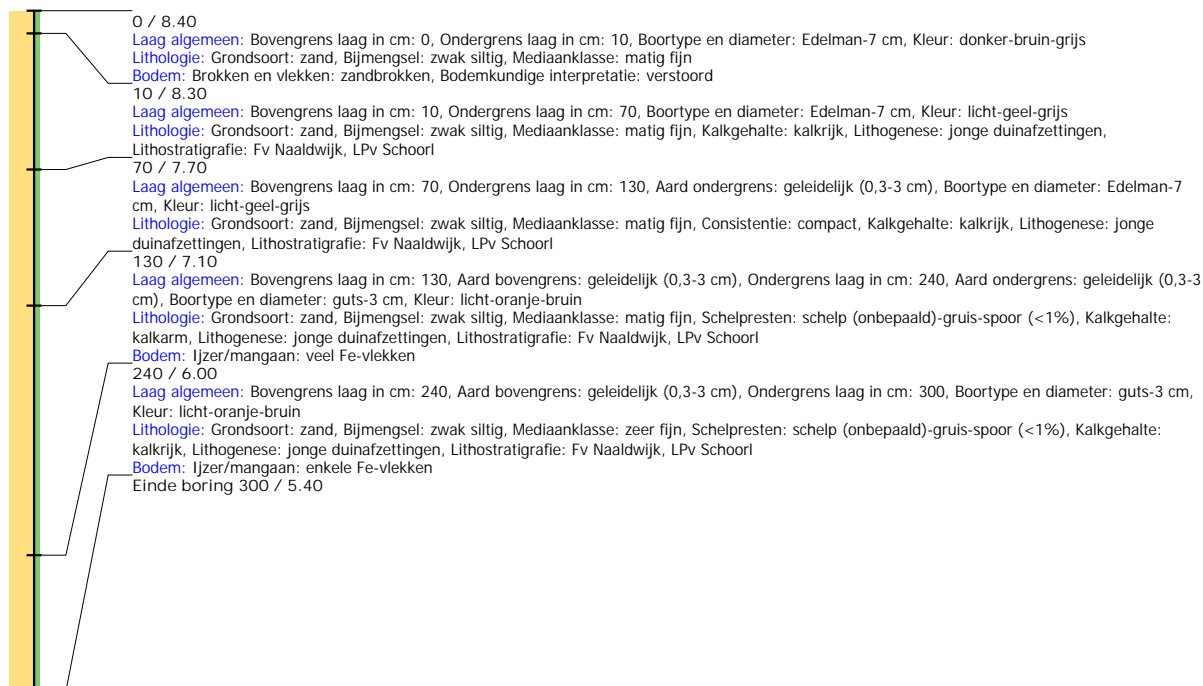 0 / 8.40
Laag algemeen: Bovengrens laag in cm: 0, Ondergrens laag in cm: 10, Boortype en diameter: Edelman-7 cm, Kleur: donker-bruin-grijs
Lithologie: Grondsoort: zand, Bijmengsel: zwak siltig, Mediaanklasse: matig fijn
Bodem: Brokken en vlekken: zandbrokken, Bodemkundige interpretatie: verstoord
10 / 8.30
Laag algemeen: Bovengrens laag in cm: 10, Ondergrens laag in cm: 70, Boortype en diameter: Edelman-7 cm, Kleur: licht-geel-grijs
Lithologie: Grondsoort: zand, Bijmengsel: zwak siltig, Mediaanklasse: matig fijn, Kalkgehalte: kalkrijk, Lithogenese: jonge duinafzettingen,
Lithostratigrafie: Fv Naaldwijk, LPv Schoorl
70 / 7.70
Laag algemeen: Bovengrens laag in cm: 70, Ondergrens laag in cm: 130, Aard ondergrens: geleidelijk (0,3-3 cm), Boortype en diameter: Edelman-7
cm, Kleur: licht-geel-grijs
Lithologie: Grondsoort: zand, Bijmengsel: zwak siltig, Mediaanklasse: matig fijn, Consistentie: compact, Kalkgehalte: kalkrijk, Lithogenese: jonge
duinafzettingen, Lithostratigrafie: Fv Naaldwijk, LPv Schoorl
130 / 7.10
Laag algemeen: Bovengrens laag in cm: 130, Aard bovengrens: geleidelijk (0,3-3 cm), Ondergrens laag in cm: 240, Aard ondergrens: geleidelijk (0,3-3
cm), Boortype en diameter: guts-3 cm, Kleur: licht-oranje-bruin
Lithologie: Grondsoort: zand, Bijmengsel: zwak siltig, Mediaanklasse: matig fijn, Schelpresten: schelp (onbepaald)-gruis-spoor (<1%), Kalkgehalte:
kalkarm, Lithogenese: jonge duinafzettingen, Lithostratigrafie: Fv Naaldwijk, LPv Schoorl
Bodem: Ijzer/mangaan: veel Fe-vlekken
240 / 6.00
Laag algemeen: Bovengrens laag in cm: 240, Aard bovengrens: geleidelijk (0,3-3 cm), Ondergrens laag in cm: 300, Boortype en diameter: guts-3 cm,
Kleur: licht-oranje-bruin
Lithologie: Grondsoort: zand, Bijmengsel: zwak siltig, Mediaanklasse: zeer fijn, Schelpresten: schelp (onbepaald)-gruis-spoor (<1%), Kalkgehalte:
kalkrijk, Lithogenese: jonge duinafzettingen, Lithostratigrafie: Fv Naaldwijk, LPv Schoorl
Bodem: Ijzer/mangaan: enkele Fe-vlekken
Einde boring 300 / 5.40